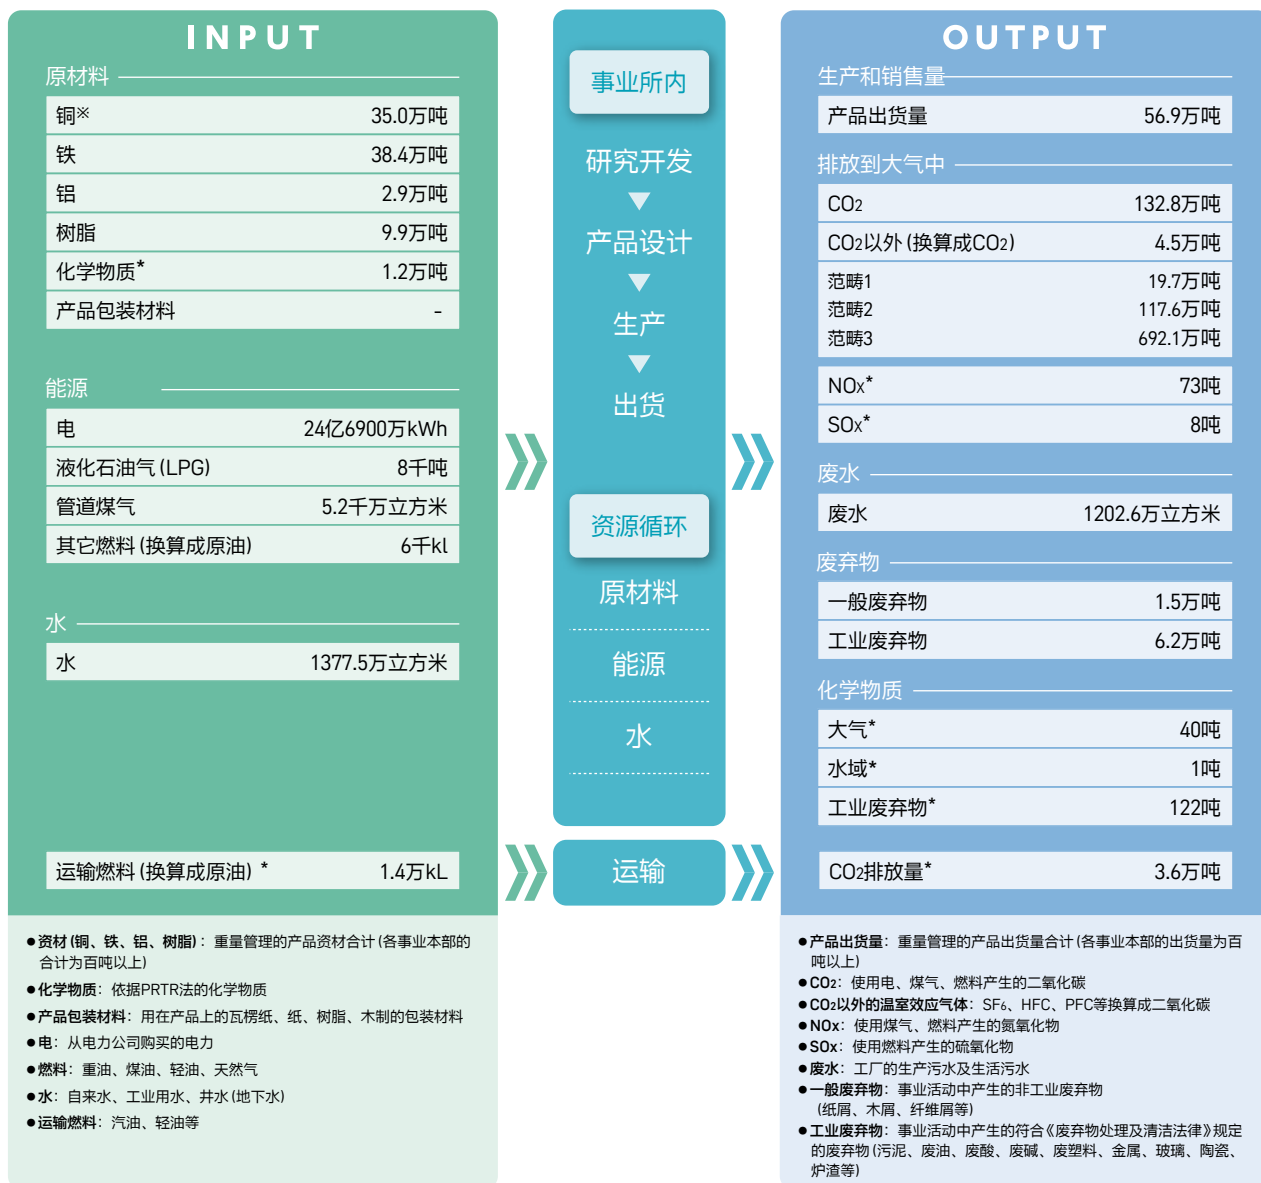 INPUT
原材料
铜※ 35.0万吨
铁 38.4万吨
铝 2.9万吨
树脂 9.9万吨
化学物质* 1.2万吨
产品包装材料 -
能源
电 24亿6900万kWh
液化石油气(LPG) 8千吨
管道煤气 5.2千万立方米
其它燃料(换算成原油) 6千kl
水
水 1377.5万立方米
运输燃料(换算成原油) * 1.4万kL
●资材(铜、铁、铝、树脂)：重量管理的产品资材合计(各事业本部的
合计为百吨以上)
●化学物质：依据PRTR法的化学物质
●产品包装材料：用在产品上的瓦楞纸、纸、树脂、木制的包装材料
●电：从电力公司购买的电力
●燃料：重油、煤油、轻油、天然气
●水：自来水、工业用水、井水(地下水)
●运输燃料：汽油、轻油等
事业所内
研究开发
▼
产品设计
▼
生产
▼
出货
资源循环
原材料
能源
水
运输
OUTPUT
生产和销售量
产品出货量 56.9万吨
排放到大气中
CO2 132.8万吨
CO2以外(换算成CO2) 4.5万吨
范畴1 19.7万吨
范畴2 117.6万吨
范畴3 692.1万吨
NOx* 73吨
SOx* 8吨
废水
废水 1202.6万立方米
废弃物
一般废弃物 1.5万吨
工业废弃物 6.2万吨
化学物质
大气* 40吨
水域* 1吨
工业废弃物* 122吨
CO2排放量* 3.6万吨
●产品出货量：重量管理的产品出货量合计(各事业本部的出货量为百
吨以上)
●CO2：使用电、煤气、燃料产生的二氧化碳
●CO2以外的温室效应气体：SF6、HFC、PFC等换算成二氧化碳
●NOx：使用煤气、燃料产生的氮氧化物
●SOx：使用燃料产生的硫氧化物
●废水：工厂的生产污水及生活污水
●一般废弃物：事业活动中产生的非工业废弃物
(纸屑、木屑、纤维屑等)
●工业废弃物：事业活动中产生的符合《废弃物处理及清洁法律》规定
的废弃物(污泥、废油、废酸、废碱、废塑料、金属、玻璃、陶瓷、
炉渣等)